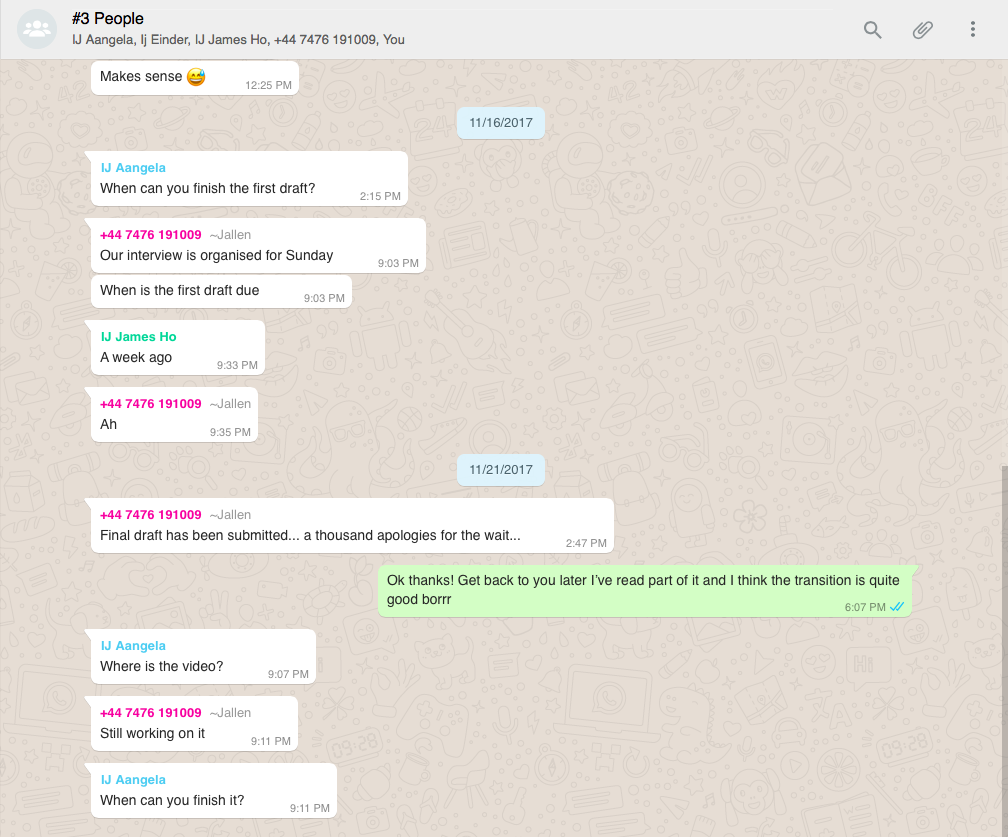 #3 People
IJ Aangela, Ij Einder, IJ James Ho, +44 7476 191009, You
Makes sense 😅
12:25 PM
11/16/2017
IJ Aangela
When can you finish the first draft?
2:15 PM
+44 7476 191009 ~Jallen
Our interview is organised for Sunday
9:03 PM
When is the first draft due
9:03 PM
IJ James Ho
A week ago
9:33 PM
+44 7476 191009 ~Jallen
Ah
9:35 PM
11/21/2017
+44 7476 191009 ~Jallen
Final draft has been submitted... a thousand apologies for the wait...
2:47 PM
Ok thanks! Get back to you later I’ve read part of it and I think the transition is quite
good borrr
6:07 PM
IJ Aangela
Where is the video?
9:07 PM
+44 7476 191009 ~Jallen
Still working on it
9:11 PM
IJ Aangela
When can you finish it?
9:11 PM